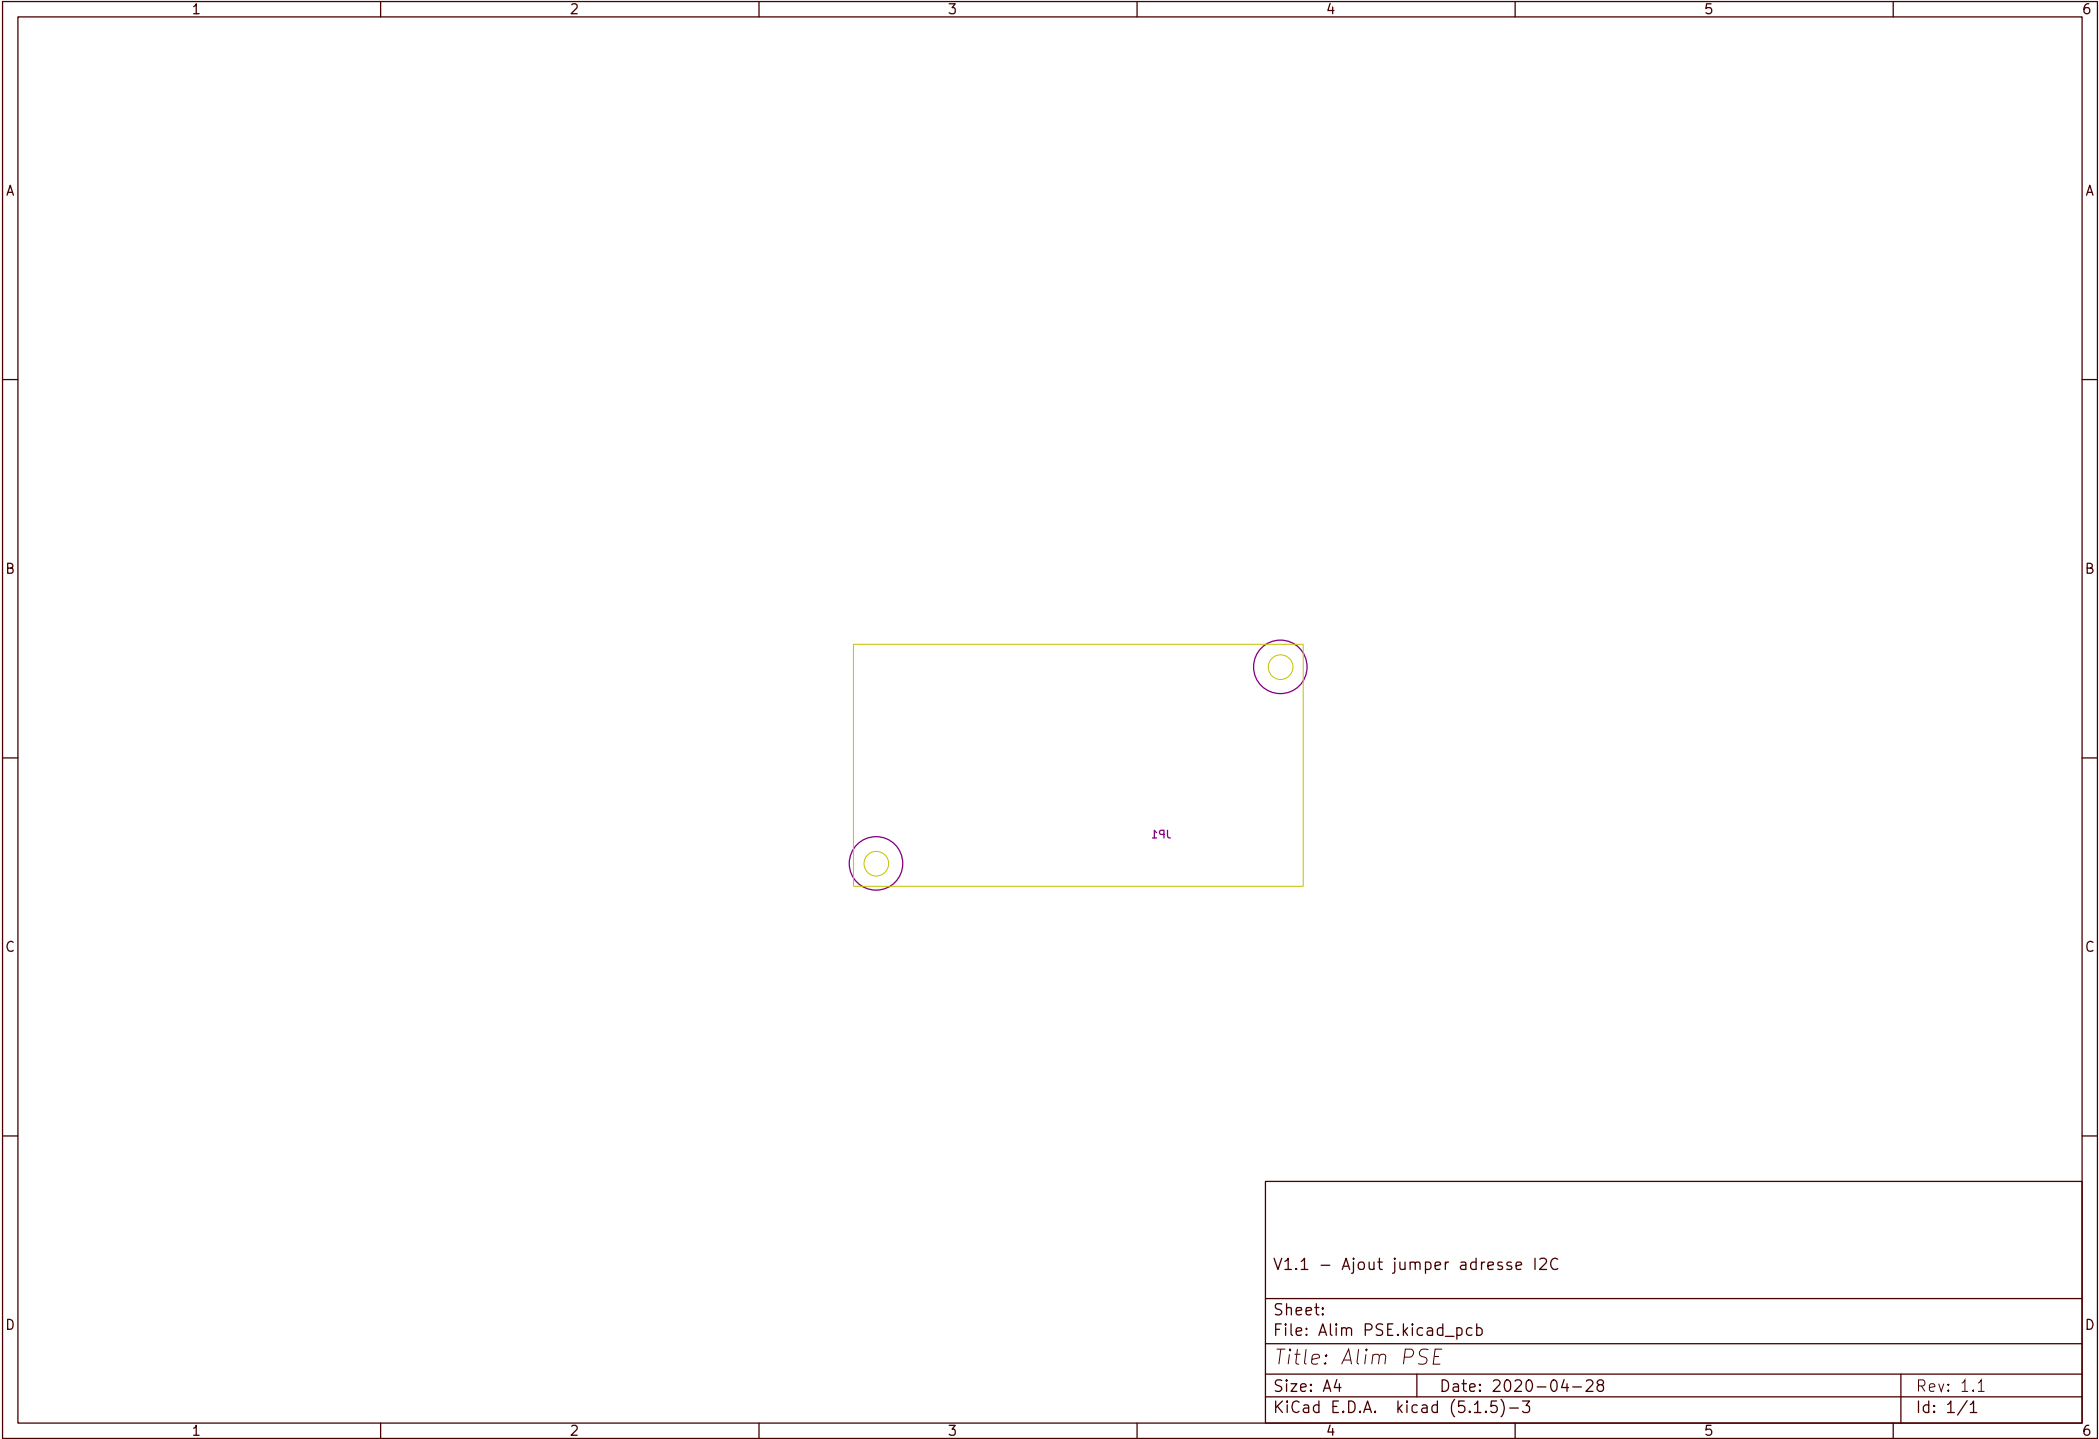 1 2 3 4 5 6
A A
B B
JP1
C C
V1.1 – Ajout jumper adresse I2C
Sheet:
File: Alim PSE.kicad_pcb
D D
Title: Alim PSE
Size: A4 Date: 2020-04-28 Rev: 1.1
KiCad E.D.A. kicad (5.1.5)-3 Id: 1/1
1 2 3 4 5 6